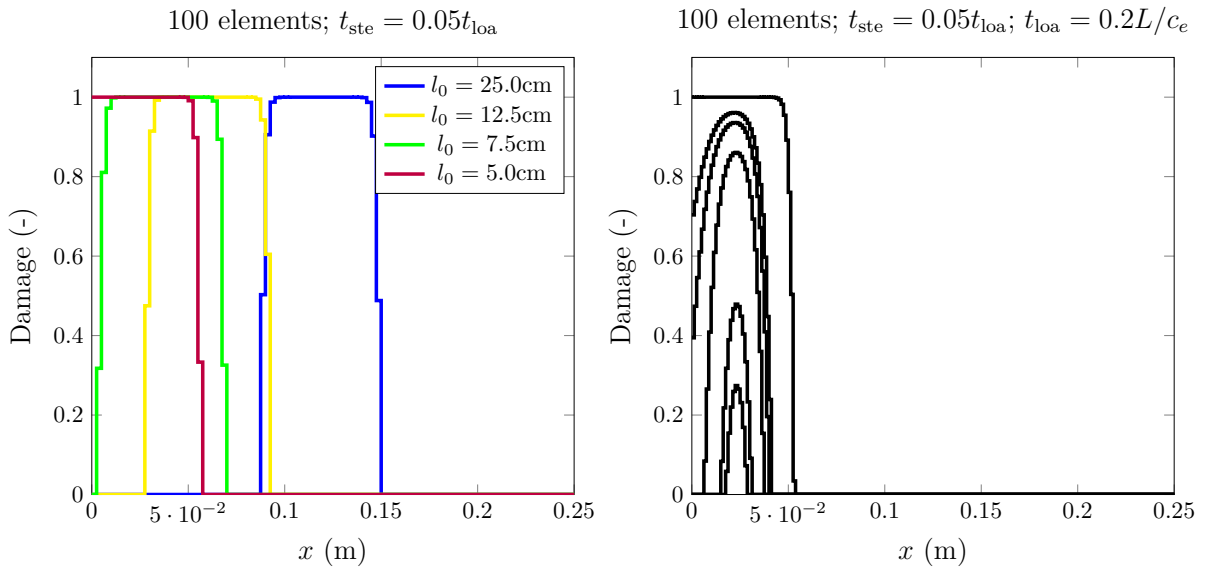 100 elements; t_ste = 0.05t_loa
1
0.8
0.6
0.4
0.2
0
Damage (-)
0
5 · 10^−2
0.1
0.15
0.2
0.25
x (m)
l_0 = 25.0cm
l_0 = 12.5cm
l_0 = 7.5cm
l_0 = 5.0cm
100 elements; t_ste = 0.05t_loa; t_loa = 0.2L/c_e
1
0.8
0.6
0.4
0.2
0
Damage (-)
0
5 · 10^−2
0.1
0.15
0.2
0.25
x (m)